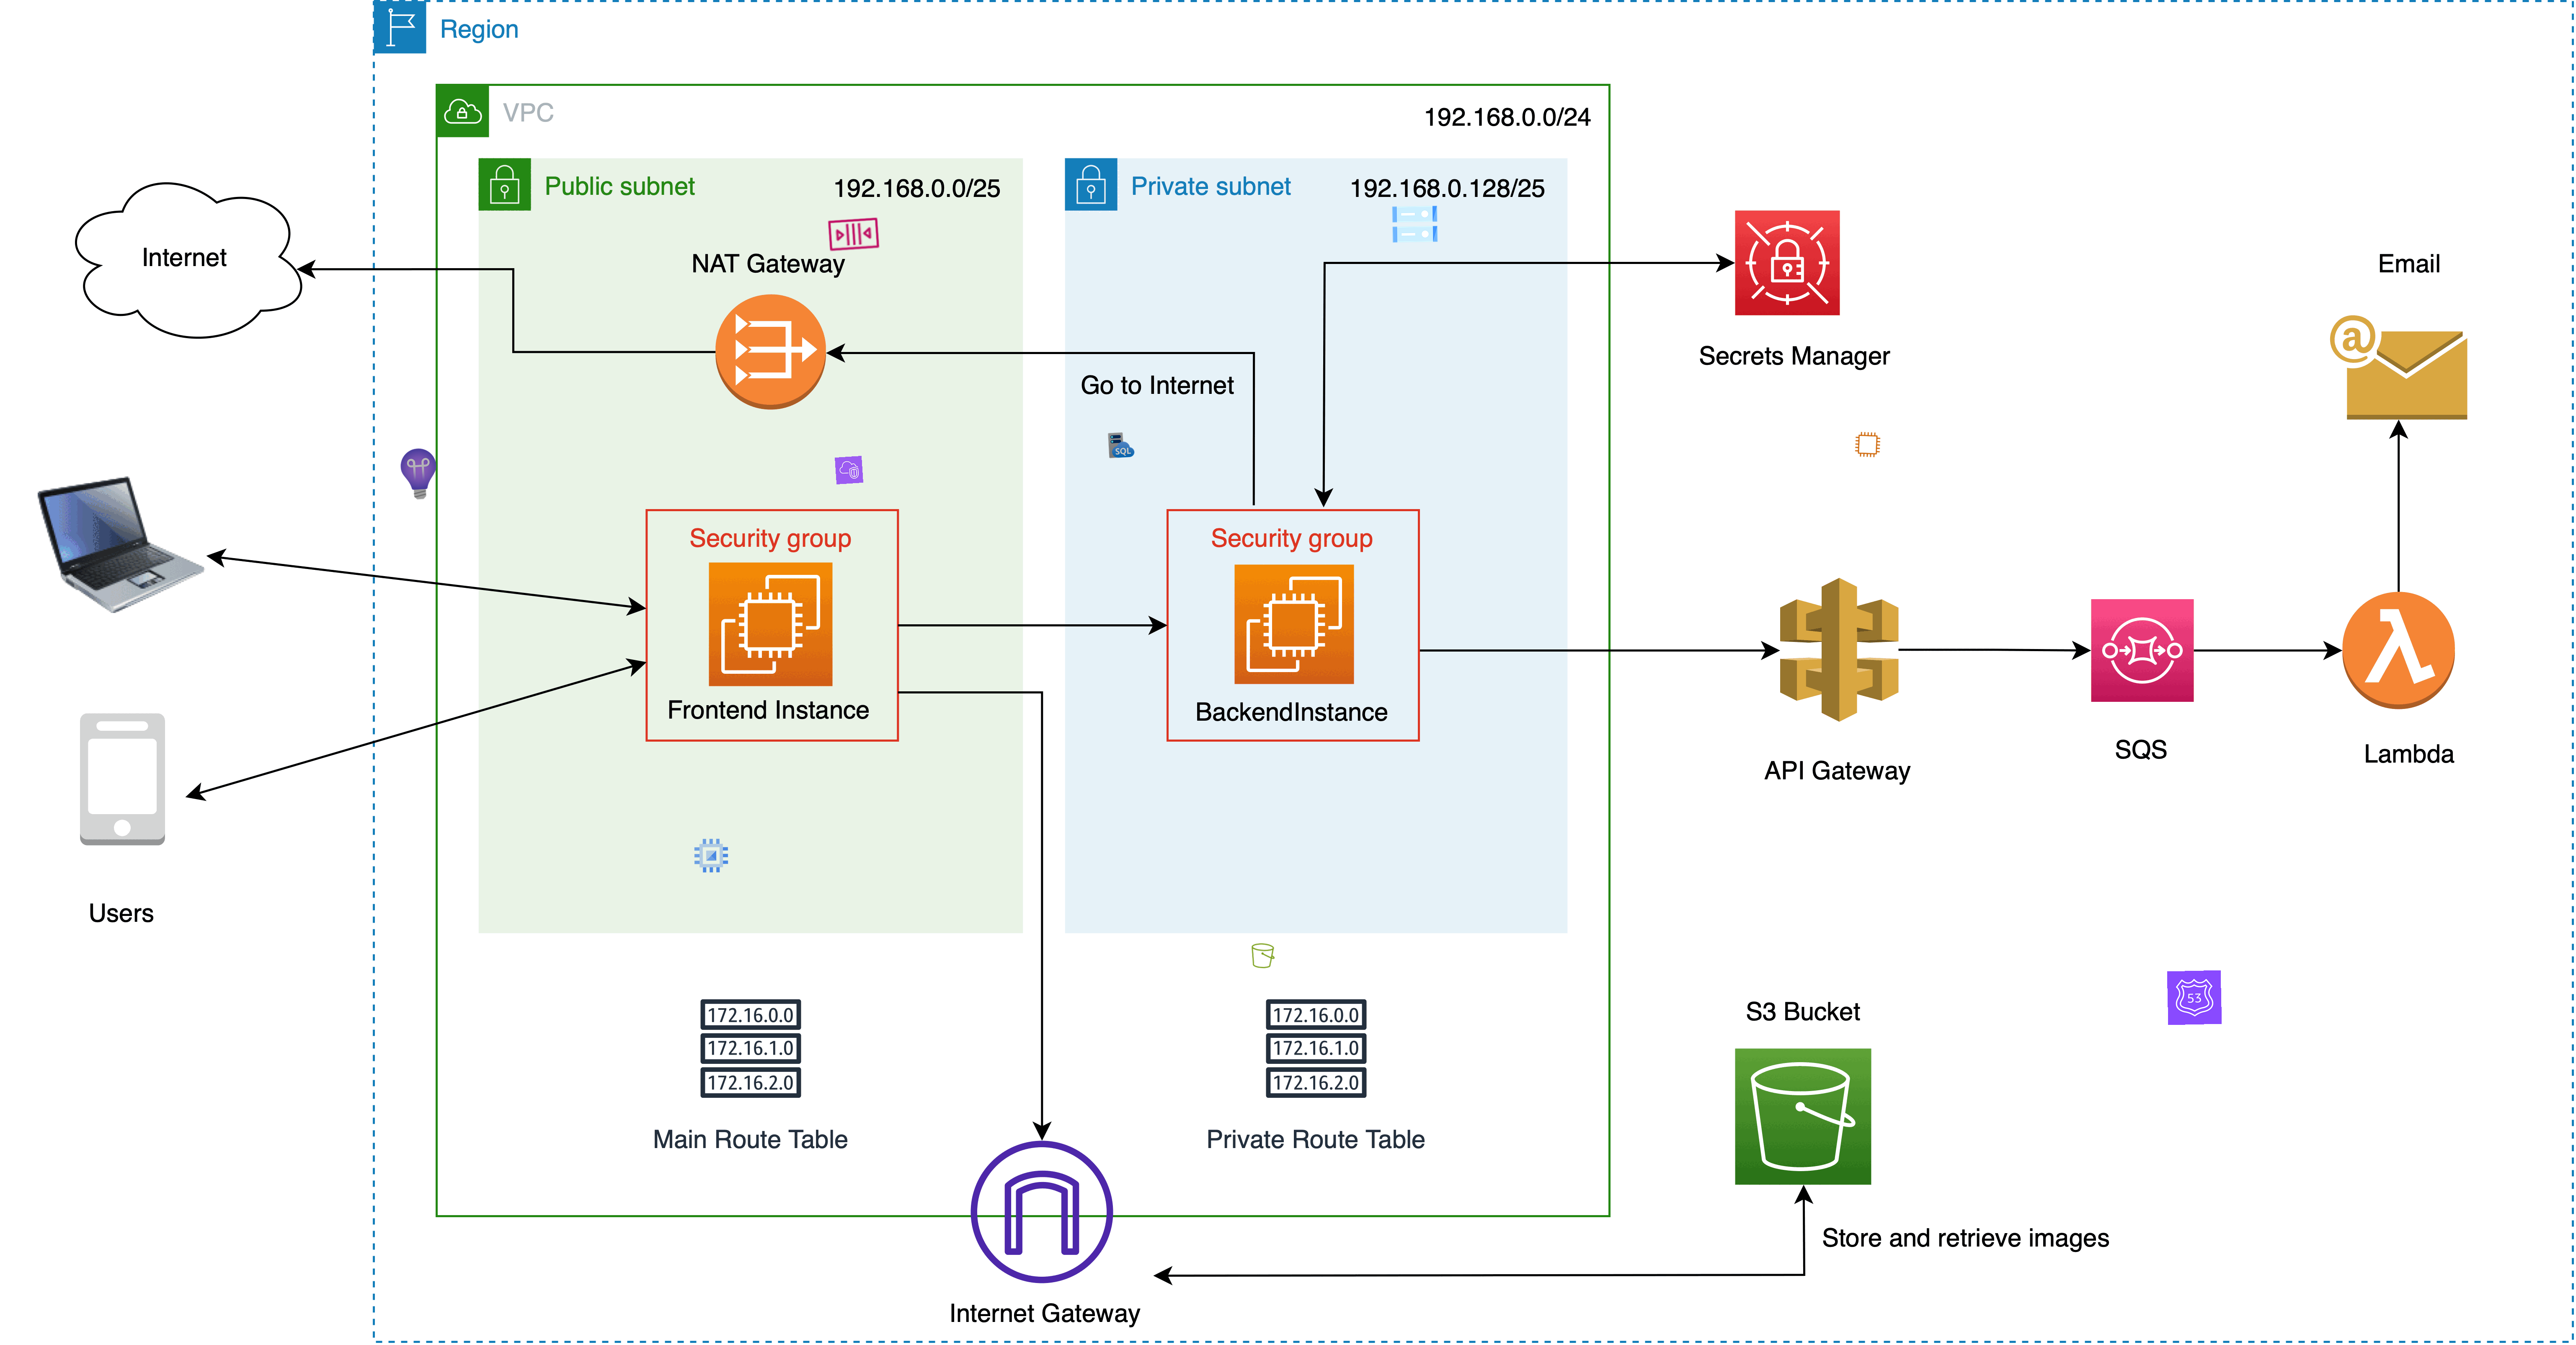 Region
VPC
192.168.0.0/24
Public subnet
192.168.0.0/25
Private subnet
192.168.0.128/25
Internet
NAT Gateway
Go to Internet
Secrets Manager
Email
@
SQL
Security group
Frontend Instance
Security group
BackendInstance
API Gateway
SQS
λ
Lambda
Users
172.16.0.0
172.16.1.0
172.16.2.0
Main Route Table
172.16.0.0
172.16.1.0
172.16.2.0
Private Route Table
S3 Bucket
53
Store and retrieve images
Internet Gateway